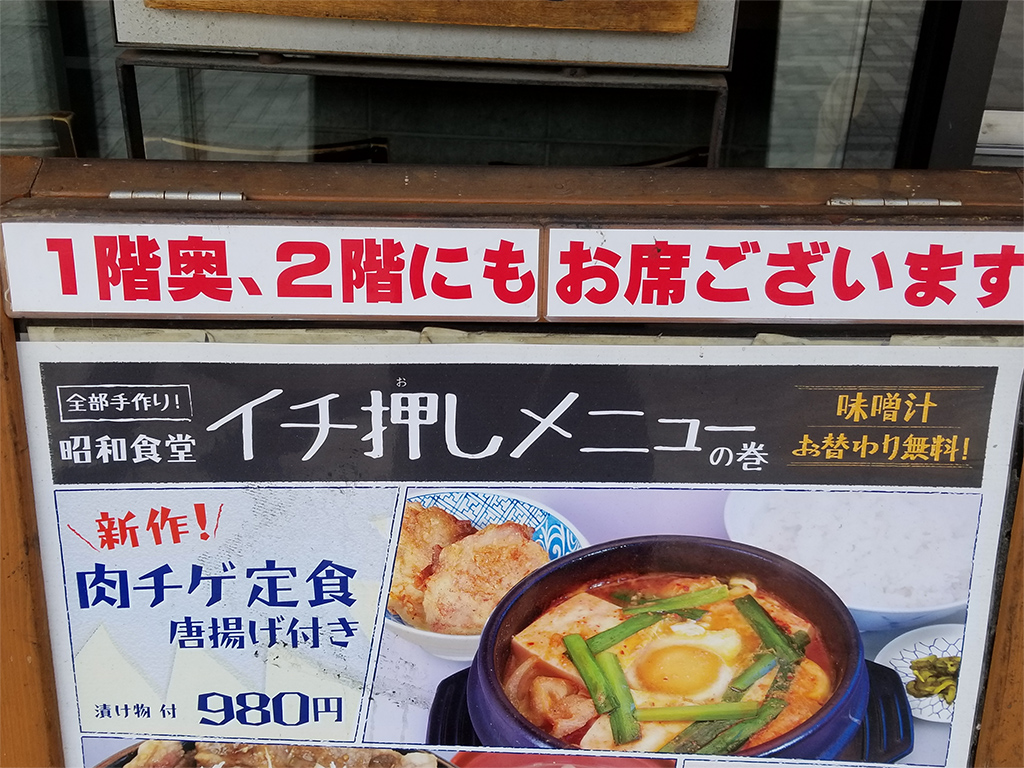 1階奥、2階にも お席ございます
全部手作り!
昭和食堂
お
イチ押しメニューの巻
味噌汁
お替わり無料!
新作!
肉チゲ定食
唐揚げ付き
漬け物 付 980円